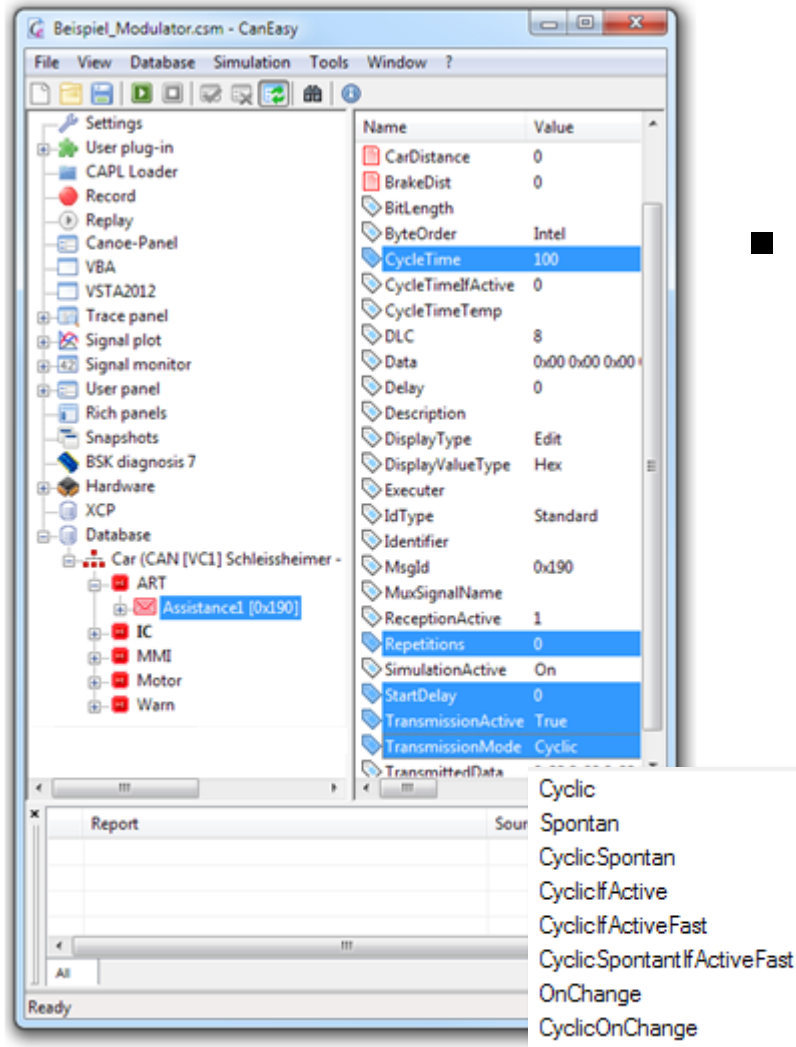 Beispiel_Modulator.csm - CanEasy
File View Database Simulation Tools Window ?
Settings
User plug-in
CAPL Loader
Record
Replay
Canoe-Panel
VBA
VSTA2012
Trace panel
Signal plot
Signal monitor
User panel
Rich panels
Snapshots
BSK diagnosis 7
Hardware
XCP
Database
Car (CAN [VC1] Schleissheimer -
ART
Assistance1 [0x190]
IC
MMI
Motor
Warn
Name Value
CarDistance 0
BrakeDist 0
BitLength
ByteOrder Intel
CycleTime 100
CycleTimeIfActive 0
CycleTimeTemp
DLC 8
Data 0x00 0x00 0x00
Delay 0
Description
DisplayType Edit
DisplayValueType Hex
Executer
IdType Standard
Identifier
MsgId 0x190
MuxSignalName
ReceptionActive 1
Repetitions 0
SimulationActive On
StartDelay 0
TransmissionActive True
TransmissionMode Cyclic
TransmittedData
Report Sour
All
Ready
Cyclic
Spontan
CyclicSpontan
CyclicIfActive
CyclicIfActiveFast
CyclicSpontantIfActiveFast
OnChange
CyclicOnChange